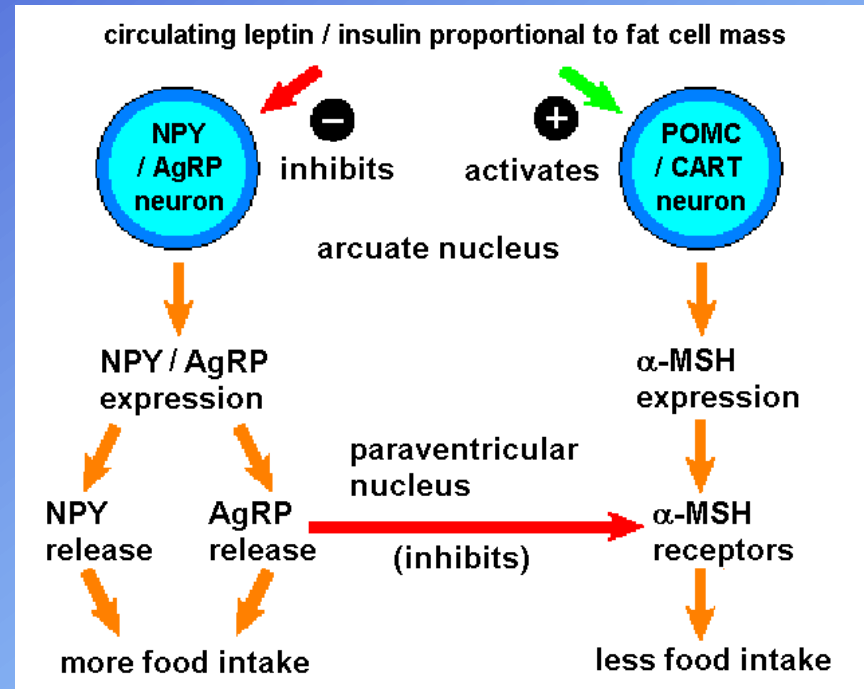 circulating leptin / insulin proportional to fat cell mass
NPY
/ AgRP
neuron
−
inhibits
+
activates
POMC
/ CART
neuron
arcuate nucleus
NPY / AgRP
expression
α-MSH
expression
paraventricular
nucleus
NPY
release
AgRP
release
(inhibits)
α-MSH
receptors
more food intake
less food intake